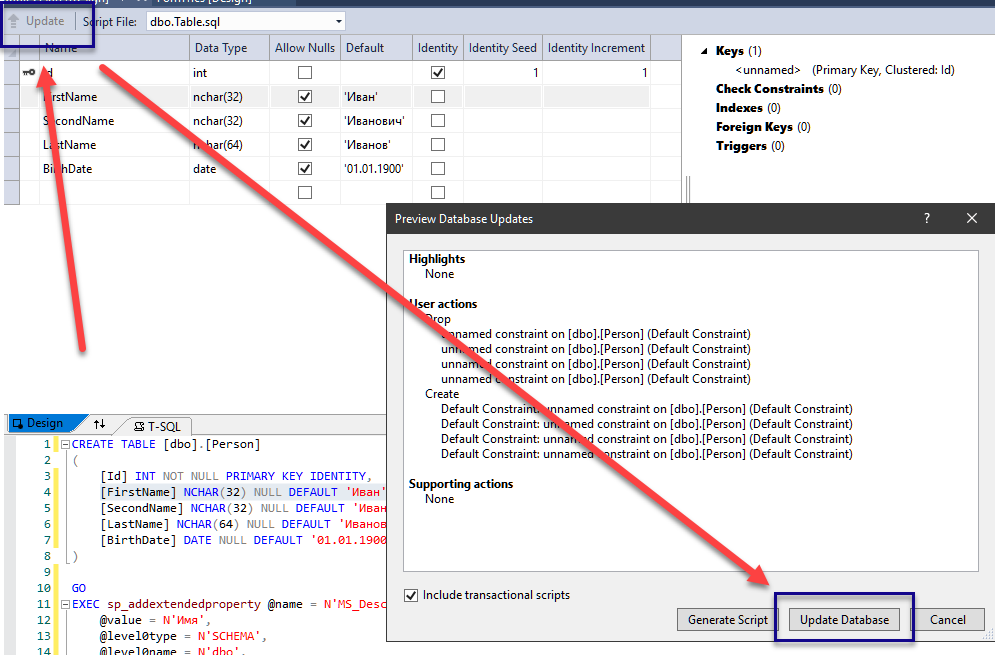 Update Script File: dbo.Table.sql
Name Data Type Allow Nulls Default Identity Identity Seed Identity Increment
Id int 1 1
FirstName nchar(32) 'Иван'
SecondName nchar(32) 'Иванович'
LastName nchar(64) 'Иванов'
BirthDate date '01.01.1900'
Keys (1)
<unnamed> (Primary Key, Clustered: Id)
Check Constraints (0)
Indexes (0)
Foreign Keys (0)
Triggers (0)
Preview Database Updates ? ✕
Highlights
None
User actions
Drop
unnamed constraint on [dbo].[Person] (Default Constraint)
unnamed constraint on [dbo].[Person] (Default Constraint)
unnamed constraint on [dbo].[Person] (Default Constraint)
unnamed constraint on [dbo].[Person] (Default Constraint)
Create
Default Constraint: unnamed constraint on [dbo].[Person] (Default Constraint)
Default Constraint: unnamed constraint on [dbo].[Person] (Default Constraint)
Default Constraint: unnamed constraint on [dbo].[Person] (Default Constraint)
Default Constraint: unnamed constraint on [dbo].[Person] (Default Constraint)
Supporting actions
None
Include transactional scripts
Generate Script Update Database Cancel
Design T-SQL
1 CREATE TABLE [dbo].[Person]
2 (
3 [Id] INT NOT NULL PRIMARY KEY IDENTITY,
4 [FirstName] NCHAR(32) NULL DEFAULT 'Иван'
5 [SecondName] NCHAR(32) NULL DEFAULT 'Иван
6 [LastName] NCHAR(64) NULL DEFAULT 'Иванов
7 [BirthDate] DATE NULL DEFAULT '01.01.1900
8 )
9
10 GO
11 EXEC sp_addextendedproperty @name = N'MS_Desc
12 @value = N'Имя',
13 @level0type = N'SCHEMA',
14 @level0name = N'dbo',